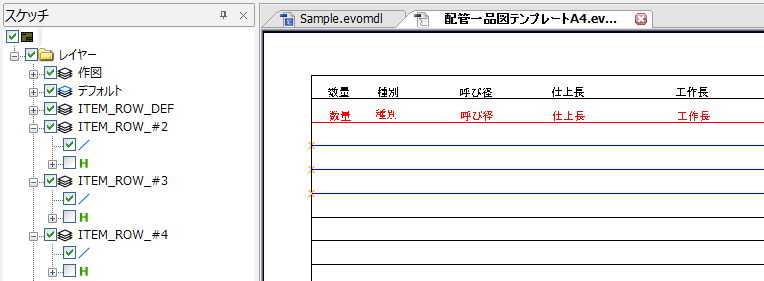 スケッチ
レイヤー
作図
デフォルト
ITEM_ROW_DEF
ITEM_ROW_#2
H
ITEM_ROW_#3
H
ITEM_ROW_#4
H
Sample.evomdl 配管一品図テンプレートA4.ev...
数量 種別 呼び径 仕上長 工作長
数量 種別 呼び径 仕上長 工作長